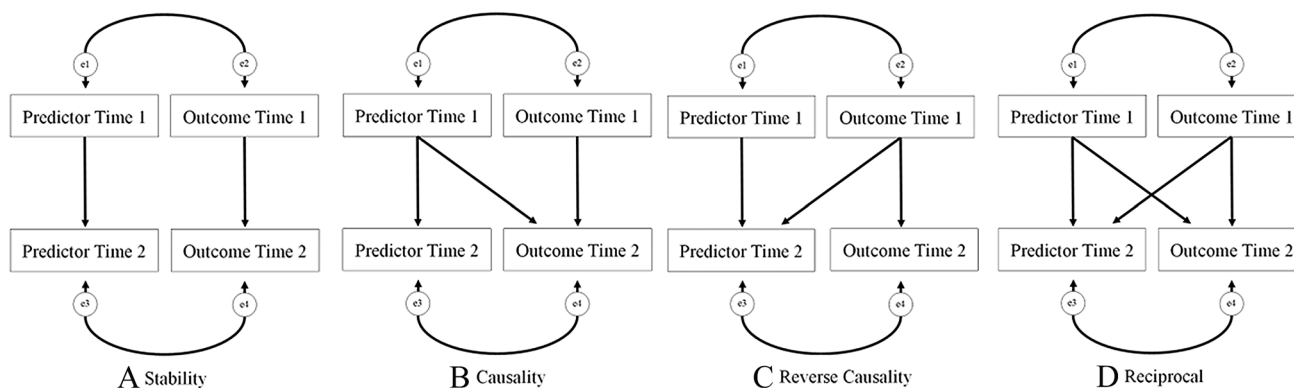 e1 e2 e1 e2 e1 e2 e1 e2
Predictor Time 1 Outcome Time 1 Predictor Time 1 Outcome Time 1 Predictor Time 1 Outcome Time 1 Predictor Time 1 Outcome Time 1
Predictor Time 2 Outcome Time 2 Predictor Time 2 Outcome Time 2 Predictor Time 2 Outcome Time 2 Predictor Time 2 Outcome Time 2
e3 e4 e3 e4 e3 e4 e3 e4
A Stability B Causality C Reverse Causality D Reciprocal